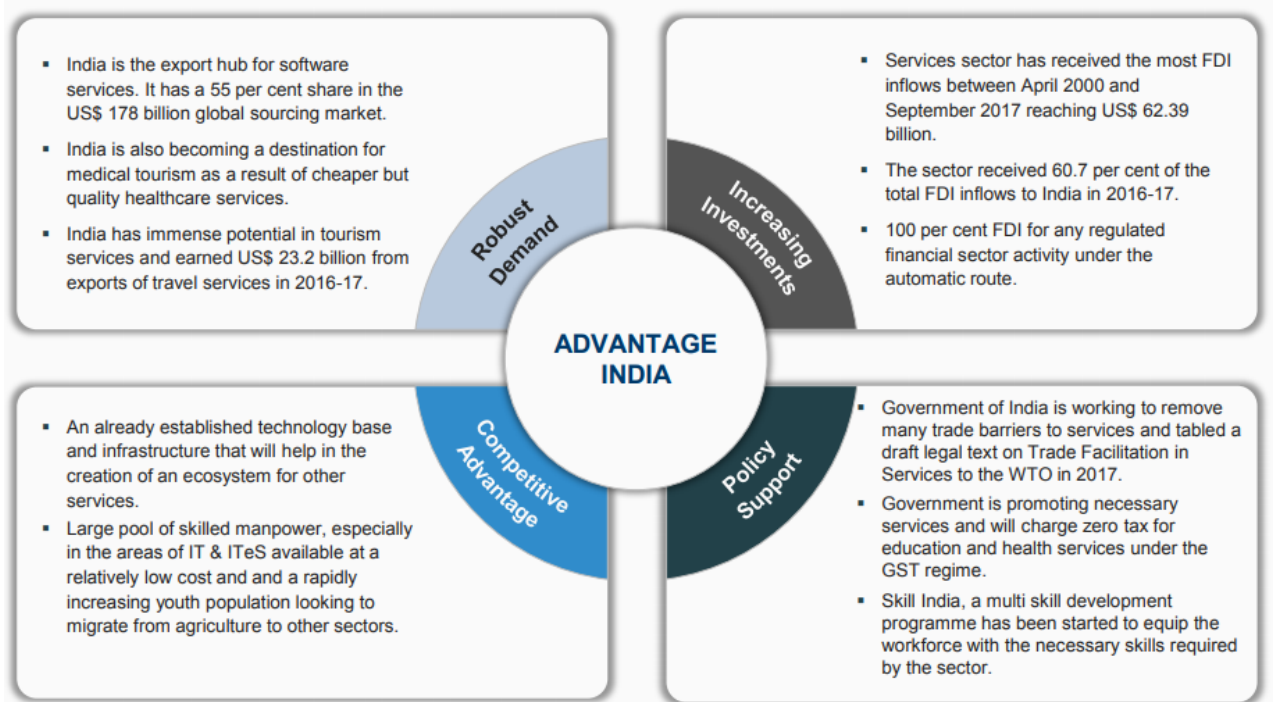 ▪ India is the export hub for software
services. It has a 55 per cent share in the
US$ 178 billion global sourcing market.
▪ India is also becoming a destination for
medical tourism as a result of cheaper but
quality healthcare services.
▪ India has immense potential in tourism
services and earned US$ 23.2 billion from
exports of travel services in 2016-17.
Robust
Demand
▪ Services sector has received the most FDI
inflows between April 2000 and
September 2017 reaching US$ 62.39
billion.
▪ The sector received 60.7 per cent of the
total FDI inflows to India in 2016-17.
▪ 100 per cent FDI for any regulated
financial sector activity under the
automatic route.
Increasing
Investments
ADVANTAGE
INDIA
▪ An already established technology base
and infrastructure that will help in the
creation of an ecosystem for other
services.
▪ Large pool of skilled manpower, especially
in the areas of IT & ITeS available at a
relatively low cost and and a rapidly
increasing youth population looking to
migrate from agriculture to other sectors.
Competitive
Advantage
▪ Government of India is working to remove
many trade barriers to services and tabled a
draft legal text on Trade Facilitation in
Services to the WTO in 2017.
▪ Government is promoting necessary
services and will charge zero tax for
education and health services under the
GST regime.
▪ Skill India, a multi skill development
programme has been started to equip the
workforce with the necessary skills required
by the sector.
Policy
Support